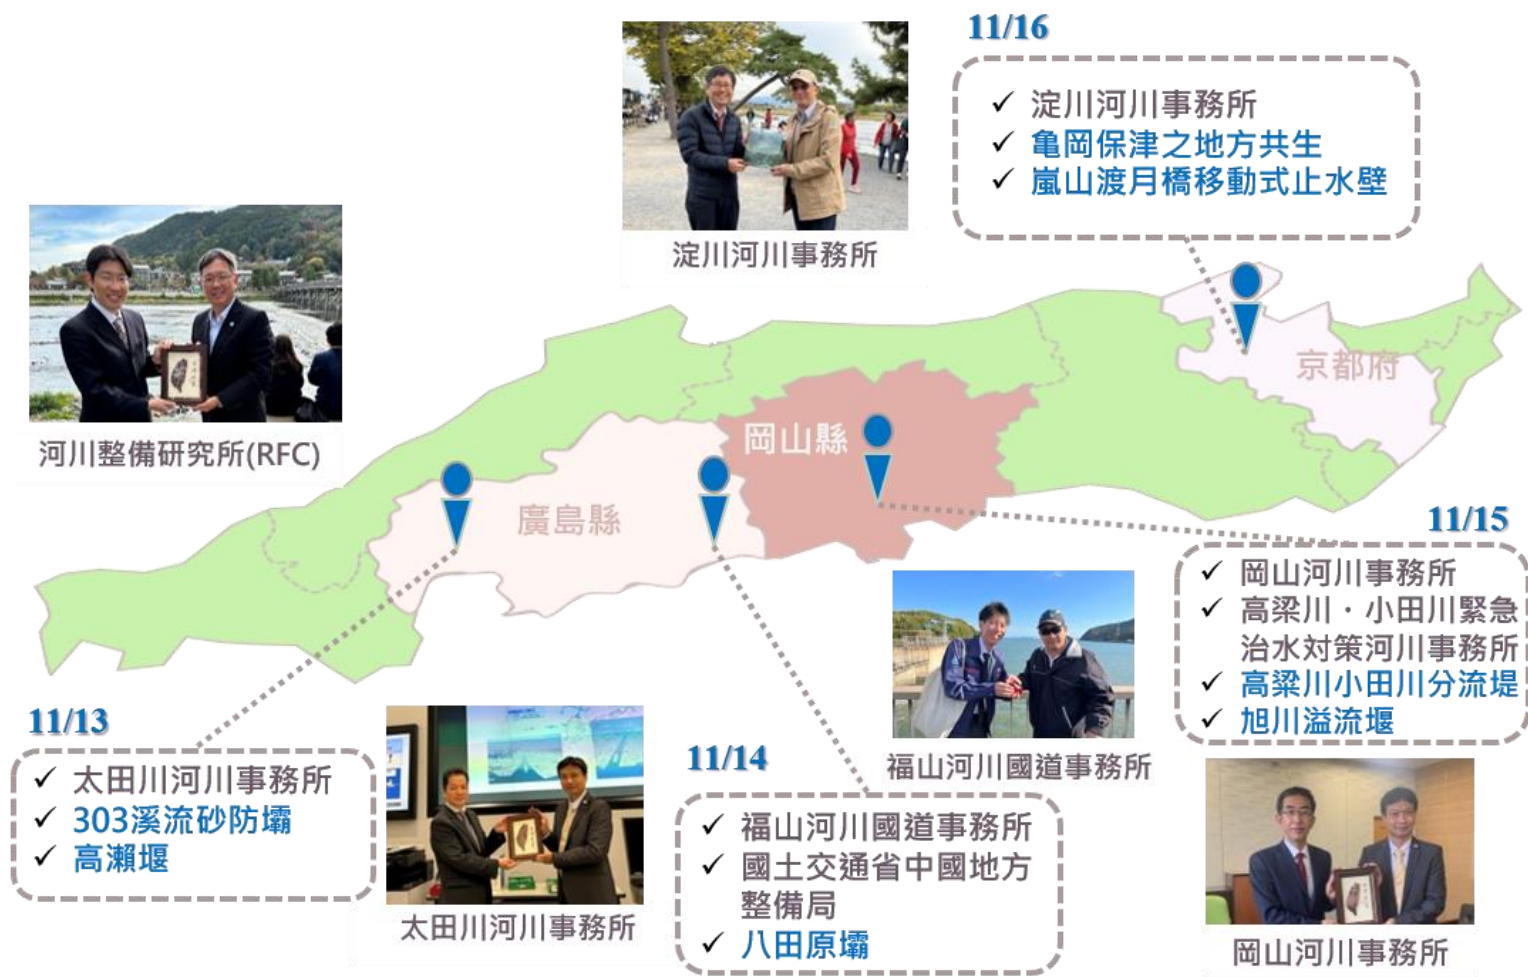 11/16
淀川河川事務所
亀岡保津之地方共生
嵐山渡月橋移動式止水壁
淀川河川事務所
河川整備研究所(RFC)
京都府
岡山縣
廣島縣
11/15
岡山河川事務所
高梁川・小田川緊急
治水対策河川事務所
高粱川小田川分流堤
旭川溢流堰
11/13
太田川河川事務所
303溪流砂防壩
高瀨堰
太田川河川事務所
11/14
福山河川國道事務所
國土交通省中國地方
整備局
八田原壩
福山河川國道事務所
岡山河川事務所